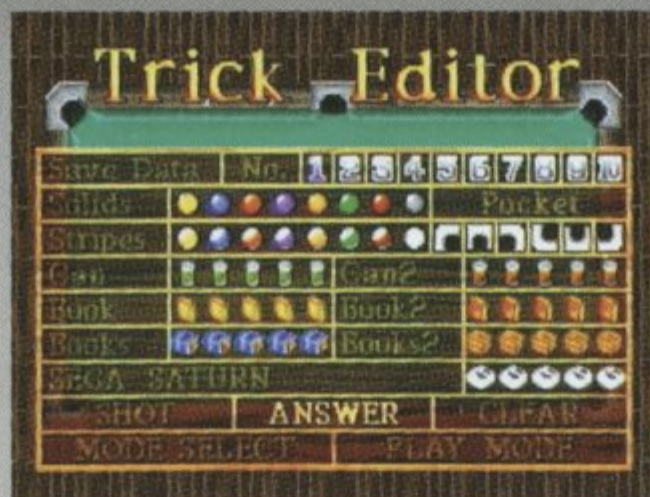 Trick Editor
Save Data No. 1 2 3 4 5 6 7 8 9 10
Solids
Pocket
Stripes
Can Can2
Book Book2
Books Books2
SEGA SATURN
SHOT ANSWER CLEAR
MODE SELECT PLAY MODE